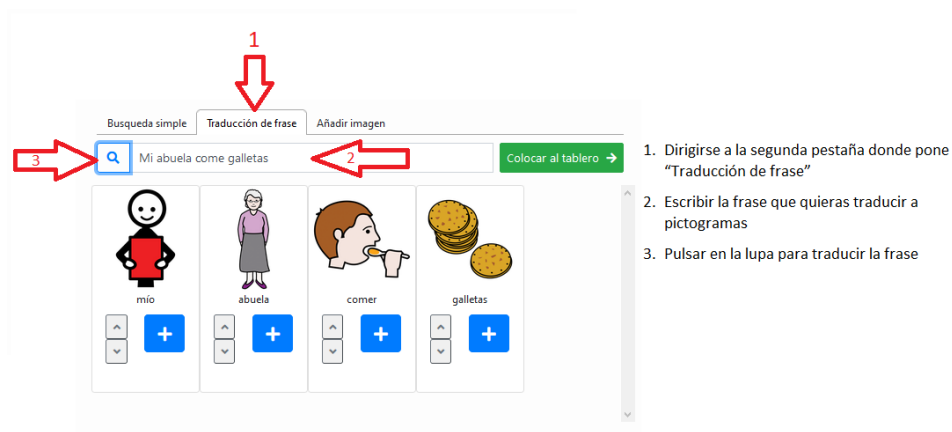 1
Busqueda simple
Traducción de frase
Añadir imagen
3
Mi abuela come galletas
2
Colocar al tablero
mío
abuela
comer
galletas
1. Dirigirse a la segunda pestaña donde pone
“Traducción de frase”
2. Escribir la frase que quieras traducir a
pictogramas
3. Pulsar en la lupa para traducir la frase